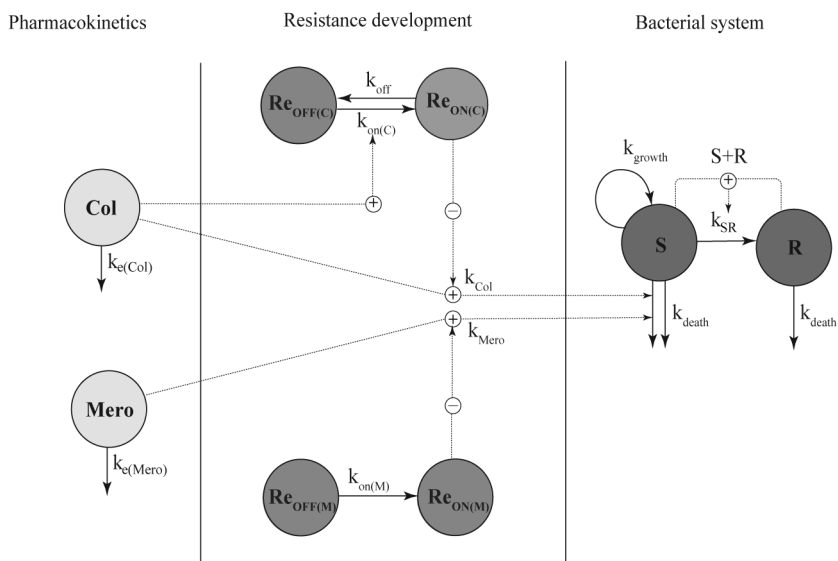 Pharmacokinetics
Resistance development
Bacterial system
k_off
Re_OFF(C)
Re_ON(C)
k_on(C)
k_growth
S+R
+
Col
+
−
k_SR
S
R
k_e(Col)
k_Col
+
+
k_death
k_death
k_Mero
Mero
−
k_e(Mero)
k_on(M)
Re_OFF(M)
Re_ON(M)